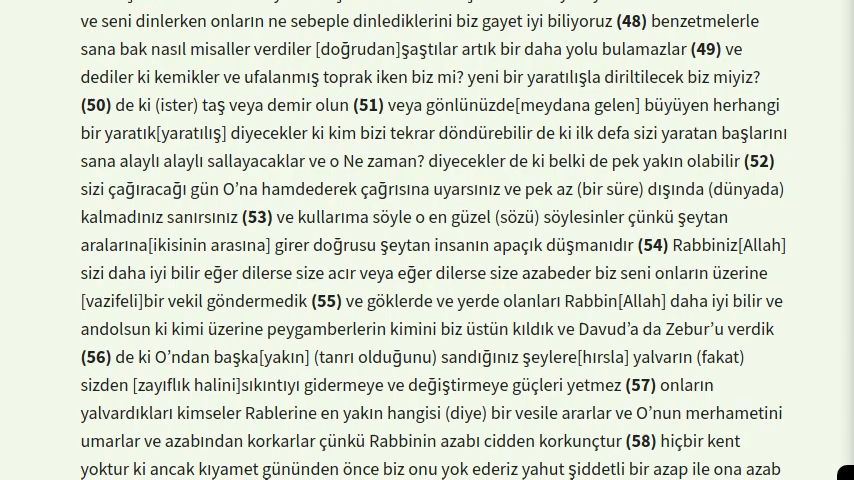 ve seni dinlerken onların ne sebeple dinlediklerini biz gayet iyi biliyoruz (48) benzetmelerle
sana bak nasıl misaller verdiler [doğrudan]şaştılar artık bir daha yolu bulamazlar (49) ve
dediler ki kemikler ve ufalanmış toprak iken biz mi? yeni bir yaratılışla diriltilecek biz miyiz?
(50) de ki (ister) taş veya demir olun (51) veya gönlünüzde[meydana gelen] büyüyen herhangi
bir yaratık[yaratılış] diyecekler ki kim bizi tekrar döndürebilir de ki ilk defa sizi yaratan başlarını
sana alaylı alaylı sallayacaklar ve o Ne zaman? diyecekler de ki belki de pek yakın olabilir (52)
sizi çağıracağı gün O’na hamdederek çağrısına uyarsınız ve pek az (bir süre) dışında (dünyada)
kalmadınız sanırsınız (53) ve kullarıma söyle o en güzel (sözü) söylesinler çünkü şeytan
aralarına[ikisinin arasına] girer doğrusu şeytan insanın apaçık düşmanıdır (54) Rabbiniz[Allah]
sizi daha iyi bilir eğer dilerse size acır veya eğer dilerse size azabeder biz seni onların üzerine
[vazifeli]bir vekil göndermedik (55) ve göklerde ve yerde olanları Rabbin[Allah] daha iyi bilir ve
andolsun ki kimi üzerine peygamberlerin kimini biz üstün kıldık ve Davud’a da Zebur’u verdik
(56) de ki O’ndan başka[yakın] (tanrı olduğunu) sandığınız şeylere[hırsla] yalvarın (fakat)
sizden [zayıflık halini]sıkıntıyı gidermeye ve değiştirmeye güçleri yetmez (57) onların
yalvardıkları kimseler Rablerine en yakın hangisi (diye) bir vesile ararlar ve O’nun merhametini
umarlar ve azabından korkarlar çünkü Rabbinin azabı cidden korkunçtur (58) hiçbir kent
yoktur ki ancak kıyamet gününden önce biz onu yok ederiz yahut şiddetli bir azap ile ona azab